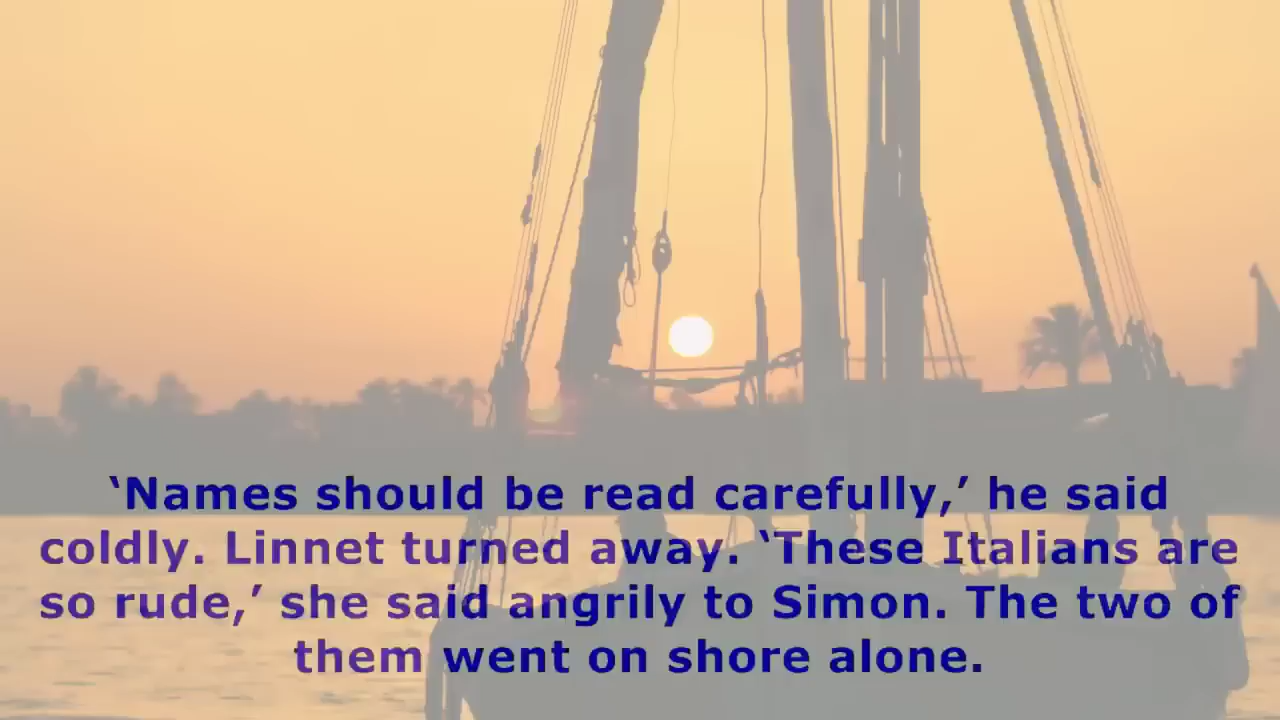 ‘Names should be read carefully,’ he said
coldly. Linnet turned away. ‘These Italians are
so rude,’ she said angrily to Simon. The two of
them went on shore alone.